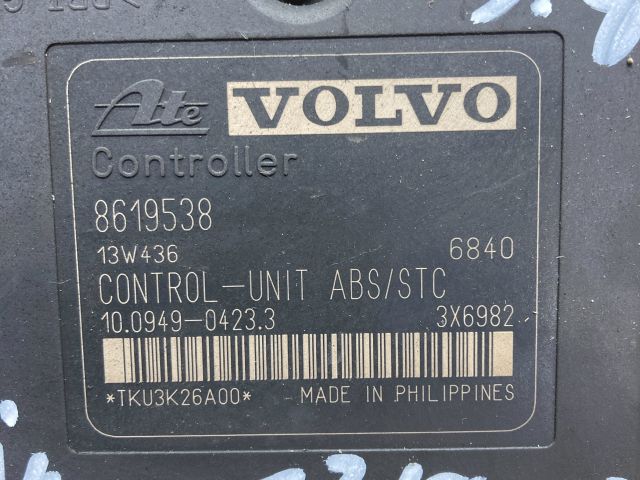 Ate VOLVO
Controller
8619538
13W436 6840
CONTROL-UNIT ABS/STC
10.0949-0423.3 3X6982
*TKU3K26A00* MADE IN PHILIPPINES